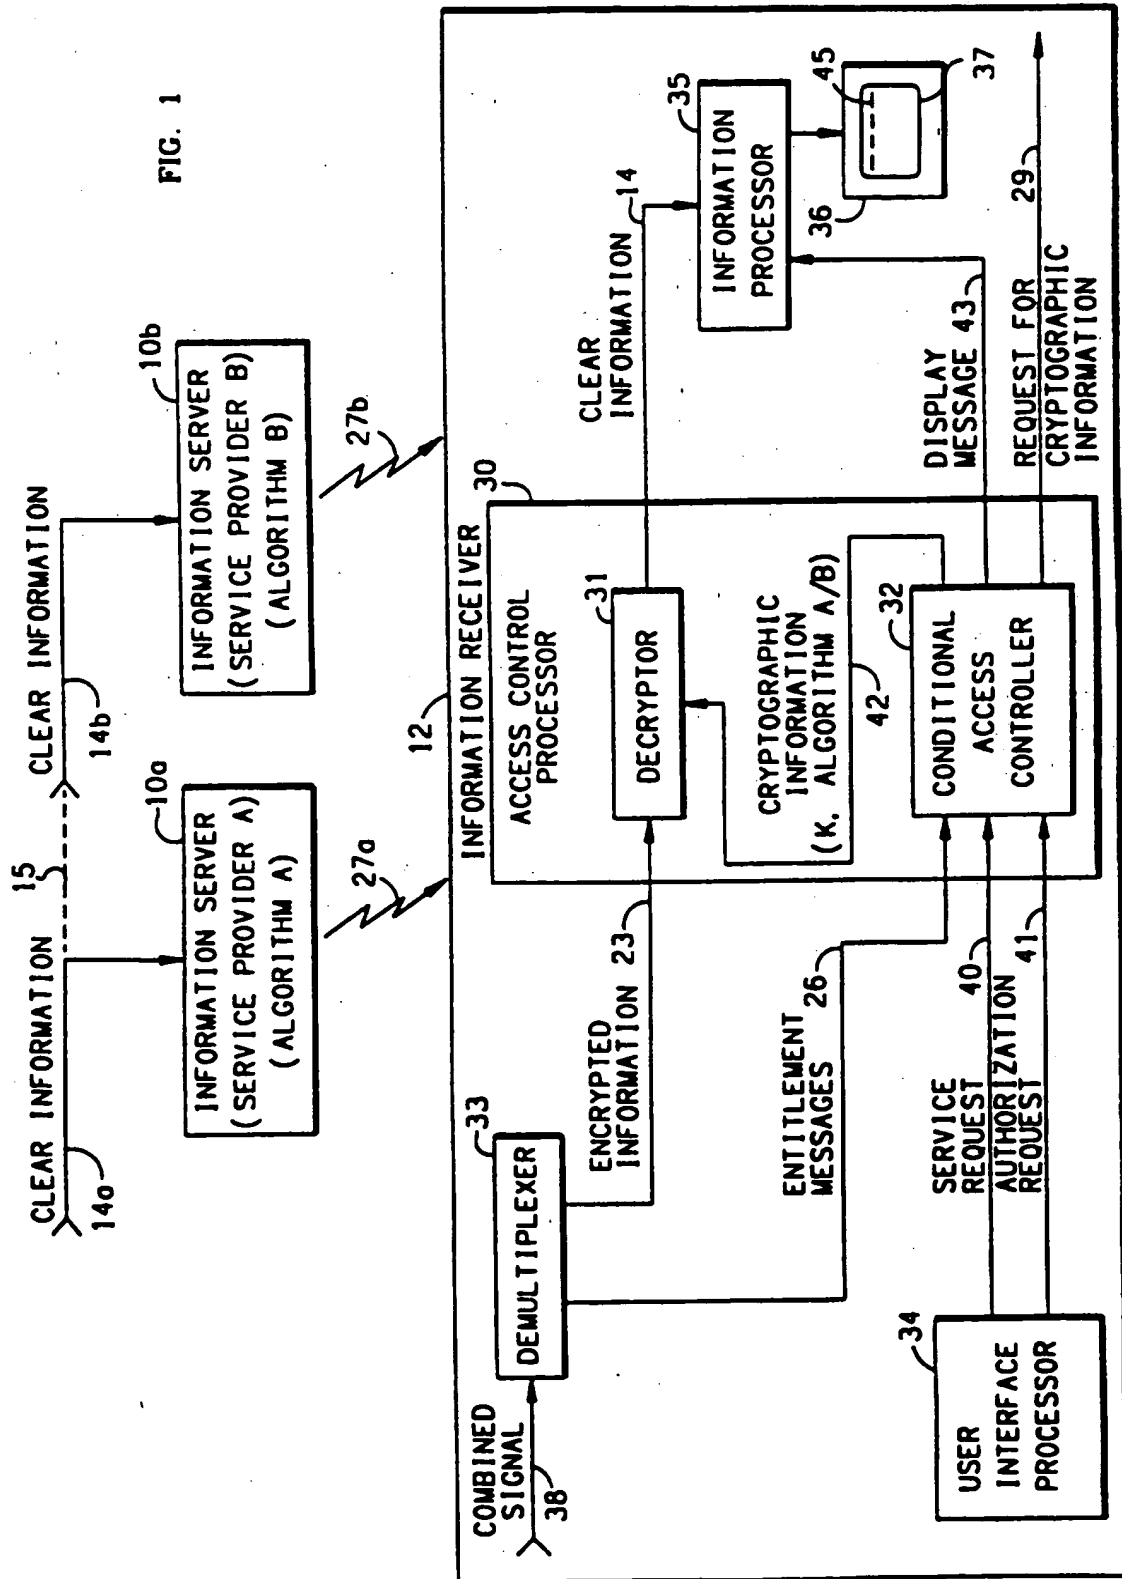 FIG. 1
CLEAR INFORMATION
14a
15
CLEAR INFORMATION
14b
10a
INFORMATION SERVER
(SERVICE PROVIDER A)
(ALGORITHM A)
10b
INFORMATION SERVER
(SERVICE PROVIDER B)
(ALGORITHM B)
27a
27b
12
INFORMATION RECEIVER
30
ACCESS CONTROL
PROCESSOR
COMBINED
SIGNAL
38
33
DEMULTIPLEXER
ENCRYPTED
INFORMATION 23
31
DECRYPTOR
CLEAR
INFORMATION
14
35
INFORMATION
PROCESSOR
45
36
37
ENTITLEMENT
MESSAGES
26
CRYPTOGRAPHIC
INFORMATION
(K, ALGORITHM A/B)
42
32
CONDITIONAL
ACCESS
CONTROLLER
DISPLAY
MESSAGE 43
REQUEST FOR
CRYPTOGRAPHIC
INFORMATION
29
34
USER
INTERFACE
PROCESSOR
SERVICE
REQUEST
40
AUTHORIZATION
REQUEST
41